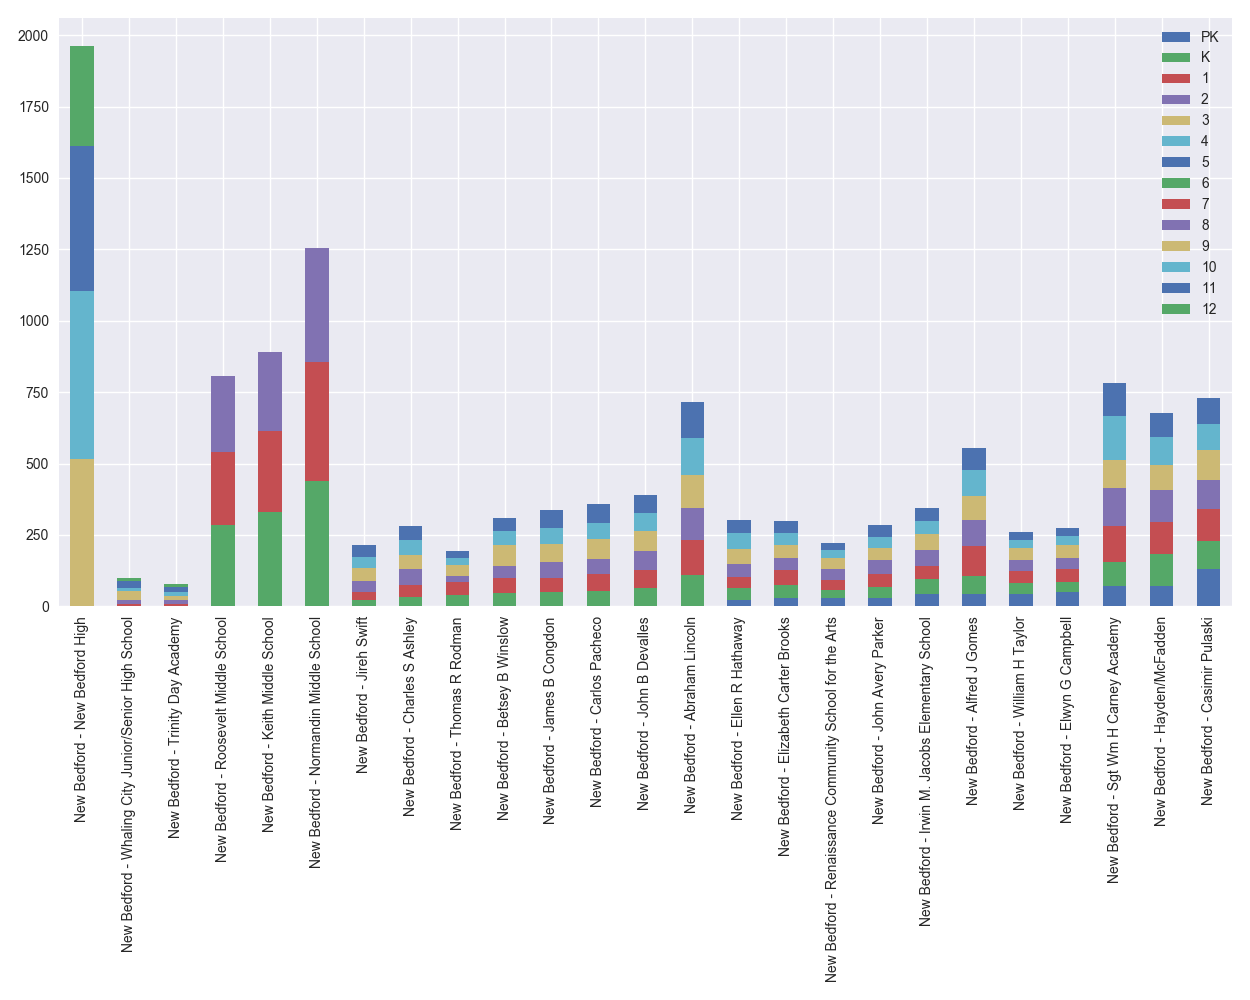 2000
1750
1500
1250
1000
750
500
250
0
PK
K
1
2
3
4
5
6
7
8
9
10
11
12
New Bedford - New Bedford High
New Bedford - Whaling City Junior/Senior High School
New Bedford - Trinity Day Academy
New Bedford - Roosevelt Middle School
New Bedford - Keith Middle School
New Bedford - Normandin Middle School
New Bedford - Jireh Swift
New Bedford - Charles S Ashley
New Bedford - Thomas R Rodman
New Bedford - Betsey B Winslow
New Bedford - James B Congdon
New Bedford - Carlos Pacheco
New Bedford - John B Devalles
New Bedford - Abraham Lincoln
New Bedford - Ellen R Hathaway
New Bedford - Elizabeth Carter Brooks
New Bedford - Renaissance Community School for the Arts
New Bedford - John Avery Parker
New Bedford - Irwin M. Jacobs Elementary School
New Bedford - Alfred J Gomes
New Bedford - William H Taylor
New Bedford - Elwyn G Campbell
New Bedford - Sgt Wm H Carney Academy
New Bedford - Hayden/McFadden
New Bedford - Casimir Pulaski